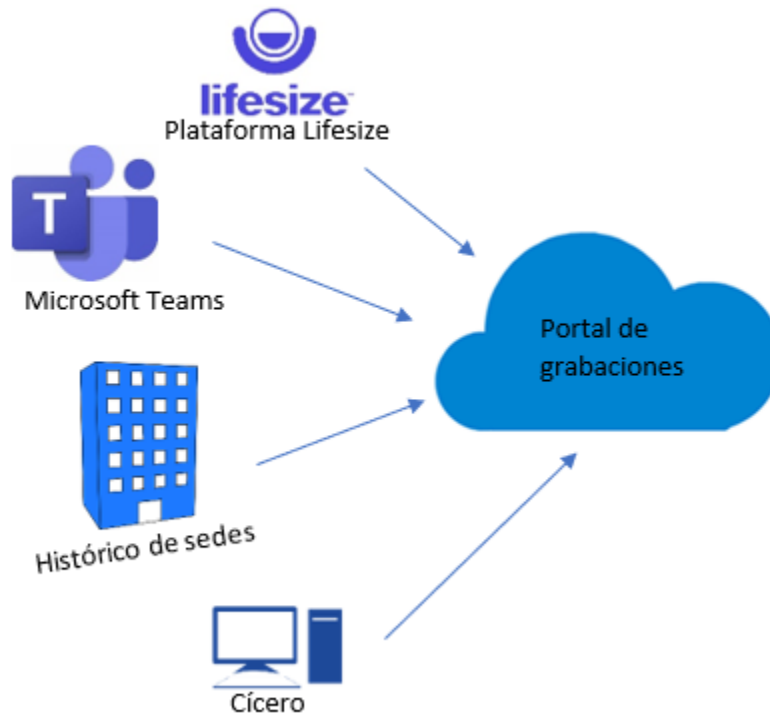 lifesize
Plataforma Lifesize
T
Microsoft Teams
Portal de
grabaciones
Histórico de sedes
Cícero